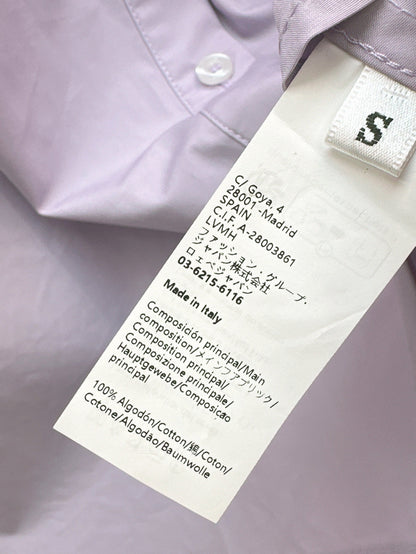 S
C/ Goya, 4
28001 -Madrid
SPAIN
C.I.F. A-28003861
LVMH
ファッション・グループ・
ジャパン株式会社
ロエベジャパン
03-6215-6116
Made in Italy
Composición principal/Main
composition/メインファブリック/
Composition principal/
Composizione principale/
Hauptgewebe/Composição
principal
100% Algodón/Cotton/綿/Coton/
Cotone/Algodão/Baumwolle